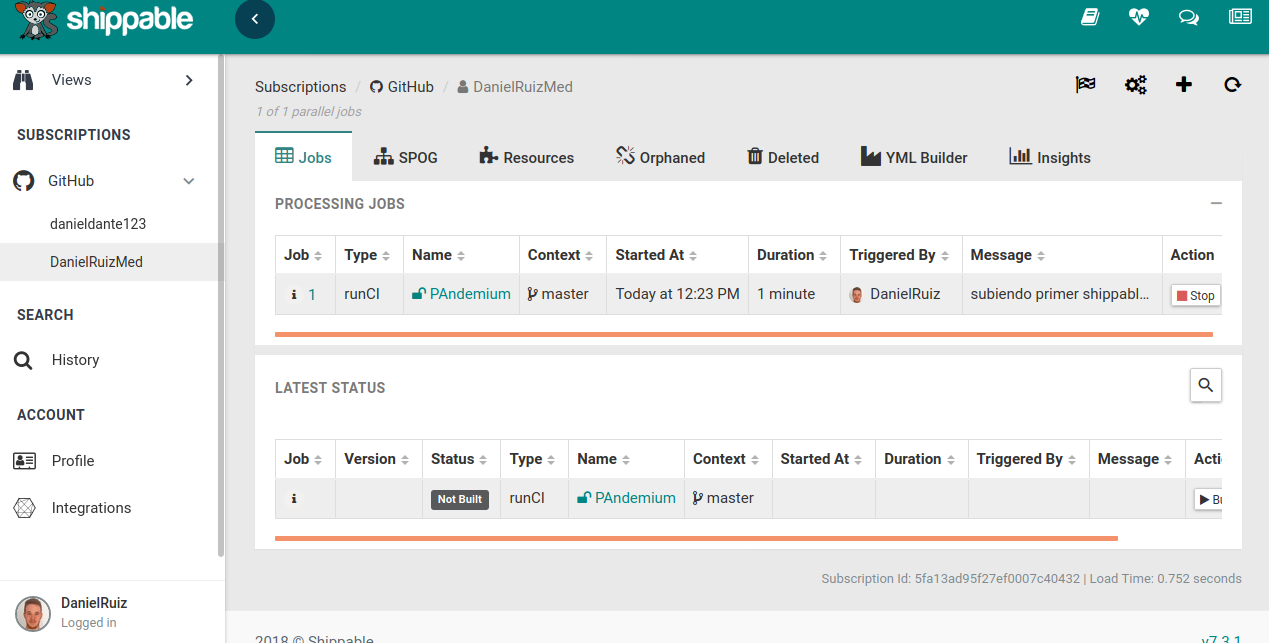 shippable
Views
SUBSCRIPTIONS
GitHub
danieldante123
DanielRuizMed
SEARCH
History
ACCOUNT
Profile
Integrations
DanielRuiz
Logged in
Subscriptions / GitHub / DanielRuizMed
1 of 1 parallel jobs
Jobs SPOG Resources Orphaned Deleted YML Builder Insights
PROCESSING JOBS
Job Type Name Context Started At Duration Triggered By Message Action
1 runCI PAndemium master Today at 12:23 PM 1 minute DanielRuiz subiendo primer shippabl... Stop
LATEST STATUS
Job Version Status Type Name Context Started At Duration Triggered By Message Acti
Not Built runCI PAndemium master Bu
Subscription Id: 5fa13ad95f27ef0007c40432 | Load Time: 0.752 seconds
2018 © Shippable
v7.3.1